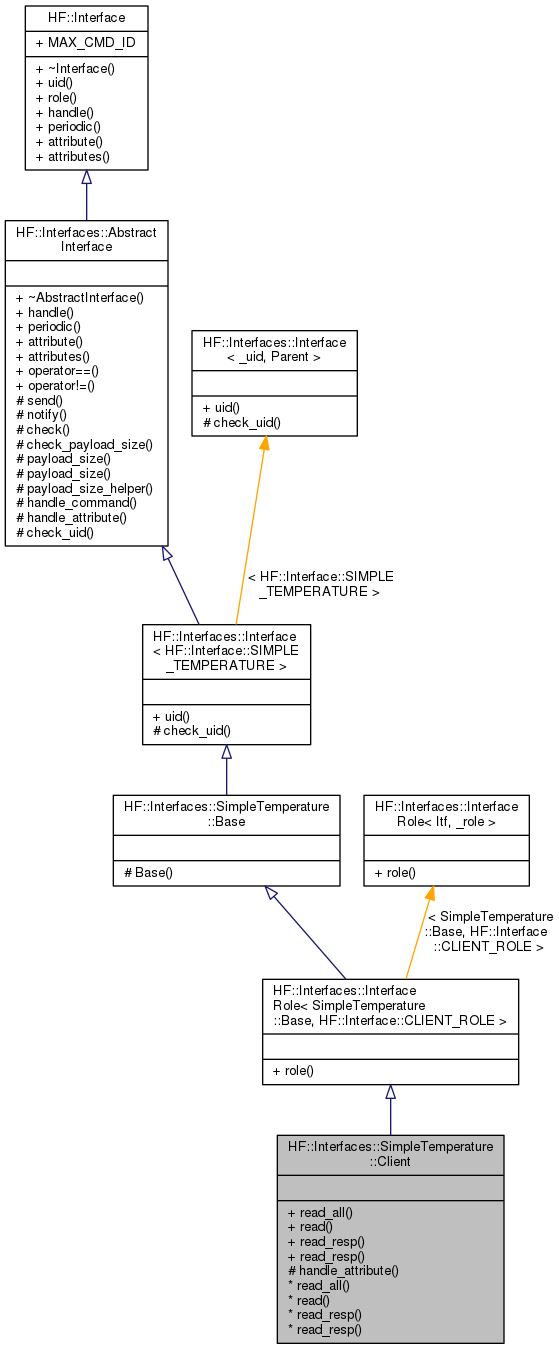 HF::Interface
+ MAX_CMD_ID
+ ~Interface()
+ uid()
+ role()
+ handle()
+ periodic()
+ attribute()
+ attributes()
HF::Interfaces::Abstract
Interface
+ ~AbstractInterface()
+ handle()
+ periodic()
+ attribute()
+ attributes()
+ operator==()
+ operator!=()
# send()
# notify()
# check()
# check_payload_size()
# payload_size()
# payload_size()
# payload_size_helper()
# handle_command()
# handle_attribute()
# check_uid()
HF::Interfaces::Interface
< _uid, Parent >
+ uid()
# check_uid()
< HF::Interface::SIMPLE
_TEMPERATURE >
HF::Interfaces::Interface
< HF::Interface::SIMPLE
_TEMPERATURE >
+ uid()
# check_uid()
HF::Interfaces::SimpleTemperature
::Base
# Base()
HF::Interfaces::Interface
Role< Itf, _role >
+ role()
< SimpleTemperature
::Base, HF::Interface
::CLIENT_ROLE >
HF::Interfaces::Interface
Role< SimpleTemperature
::Base, HF::Interface::CLIENT_ROLE >
+ role()
HF::Interfaces::SimpleTemperature
::Client
+ read_all()
+ read()
+ read_resp()
+ read_resp()
# handle_attribute()
* read_all()
* read()
* read_resp()
* read_resp()